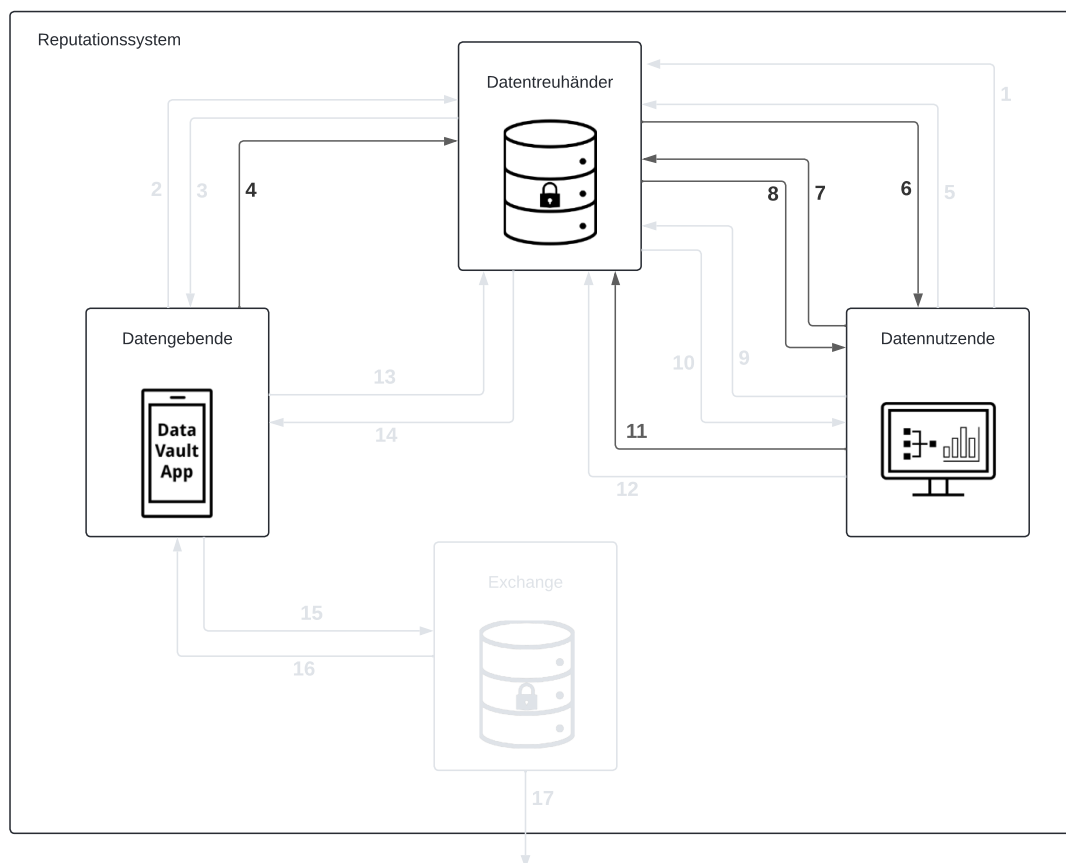 Reputationssystem
Datentreuhänder
1
2
3
4
8
7
6
5
Datengebende
Datennutzende
Data
Vault
App
13
10
9
14
11
12
Exchange
15
16
17